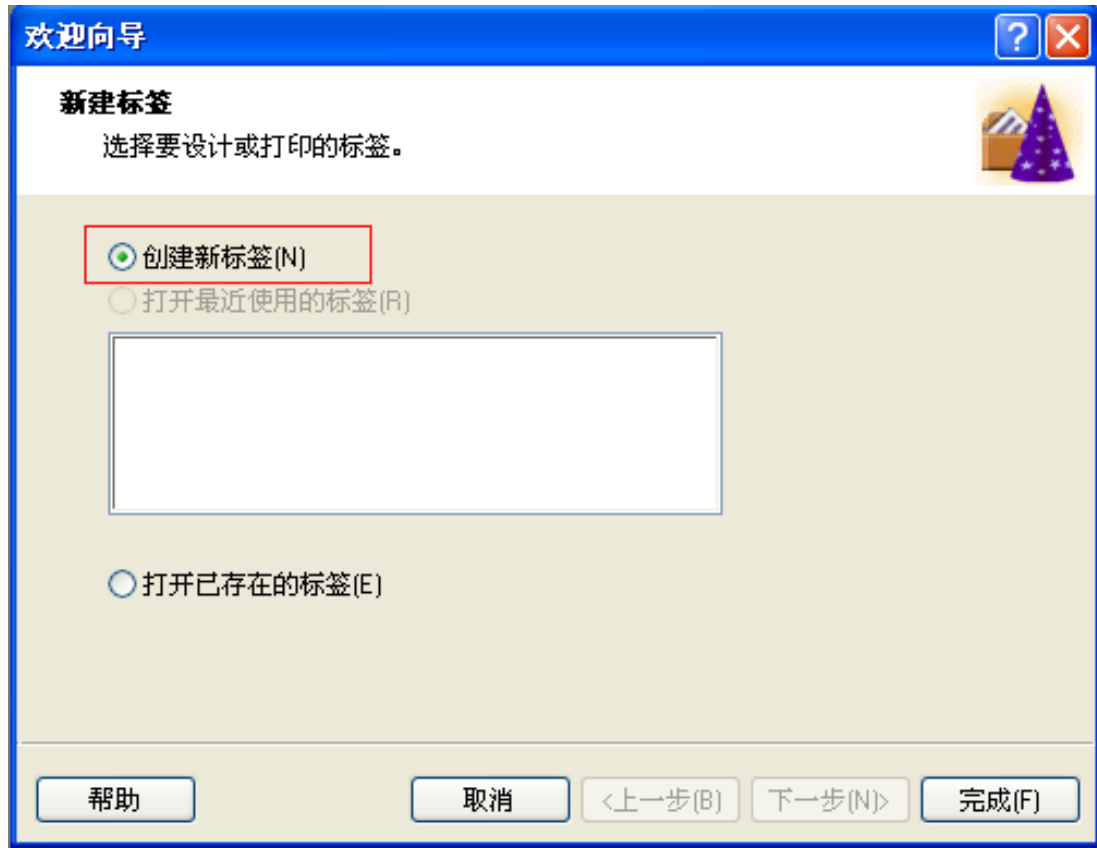 欢迎向导
新建标签
选择要设计或打印的标签。
创建新标签(N)
打开最近使用的标签(R)
打开已存在的标签(E)
帮助 取消 <上一步(B) 下一步(N)> 完成(F)